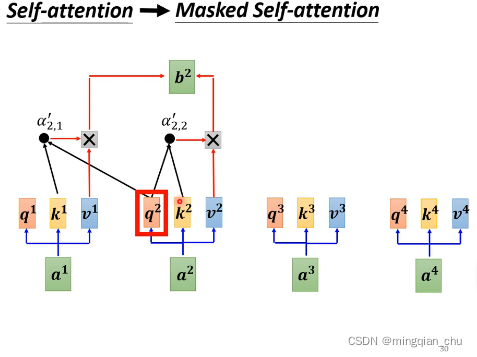 Self-attention → Masked Self-attention
b²
α′₂,₁
α′₂,₂
q¹ k¹ v¹ q² k² v² q³ k³ v³ q⁴ k⁴ v⁴
a¹ a² a³ a⁴
CSDN @mingqian_chu
30